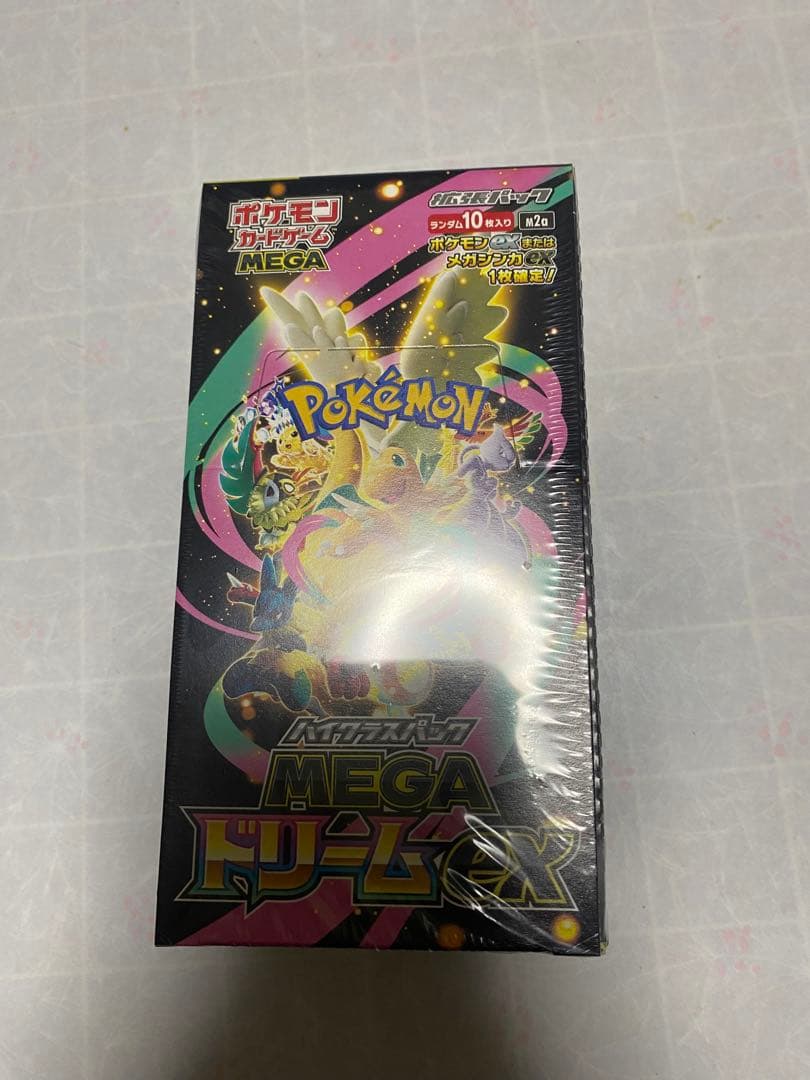 ポケモン
カードゲーム
MEGA
拡張パック
ランダム10枚入り
M2a
ポケモンexまたは
メガシンカex
1枚確定!
POKéMON
ハイクラスパック
MEGA
ドリームex